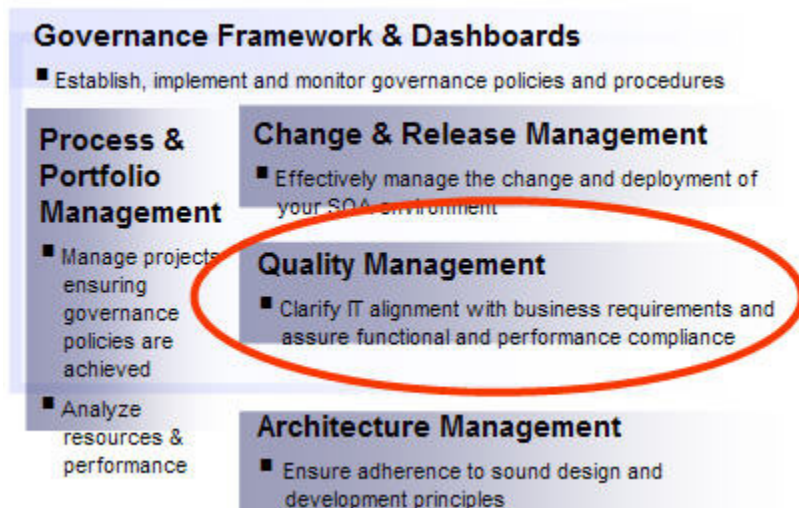 Governance Framework & Dashboards
▪ Establish, implement and monitor governance policies and procedures
Process &
Portfolio
Management
▪ Manage projects
ensuring
governance
policies are
achieved
▪ Analyze
resources &
performance
Change & Release Management
▪ Effectively manage the change and deployment of
your SOA environment
Quality Management
▪ Clarify IT alignment with business requirements and
assure functional and performance compliance
Architecture Management
▪ Ensure adherence to sound design and
development principles